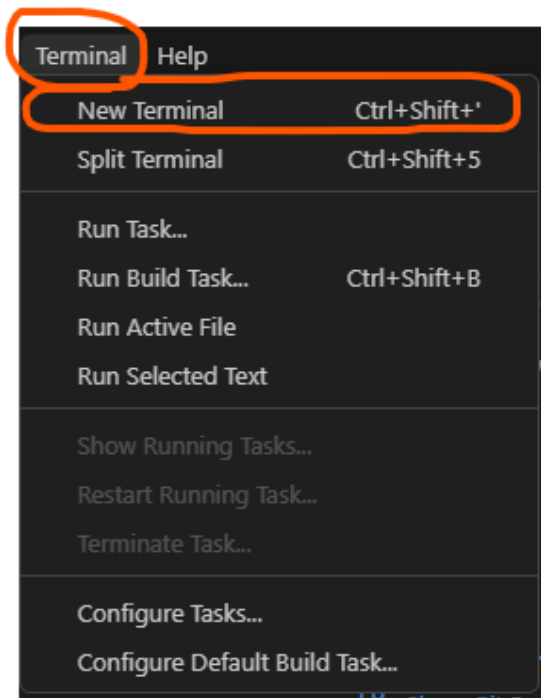 Terminal Help
New Terminal Ctrl+Shift+'
Split Terminal Ctrl+Shift+5
Run Task...
Run Build Task... Ctrl+Shift+B
Run Active File
Run Selected Text
Show Running Tasks...
Restart Running Task...
Terminate Task...
Configure Tasks...
Configure Default Build Task...